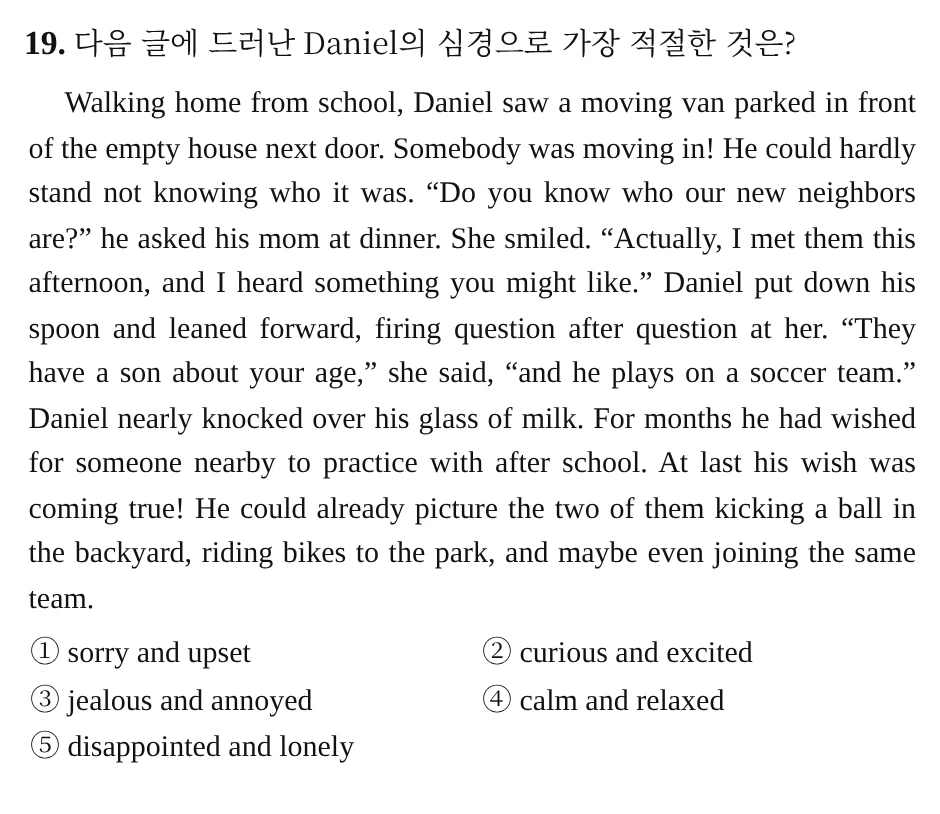 19. 다음 글에 드러난 Daniel의 심경으로 가장 적절한 것은?
Walking home from school, Daniel saw a moving van parked in front
of the empty house next door. Somebody was moving in! He could hardly
stand not knowing who it was. “Do you know who our new neighbors
are?” he asked his mom at dinner. She smiled. “Actually, I met them this
afternoon, and I heard something you might like.” Daniel put down his
spoon and leaned forward, firing question after question at her. “They
have a son about your age,” she said, “and he plays on a soccer team.”
Daniel nearly knocked over his glass of milk. For months he had wished
for someone nearby to practice with after school. At last his wish was
coming true! He could already picture the two of them kicking a ball in
the backyard, riding bikes to the park, and maybe even joining the same
team.
① sorry and upset ② curious and excited
③ jealous and annoyed ④ calm and relaxed
⑤ disappointed and lonely